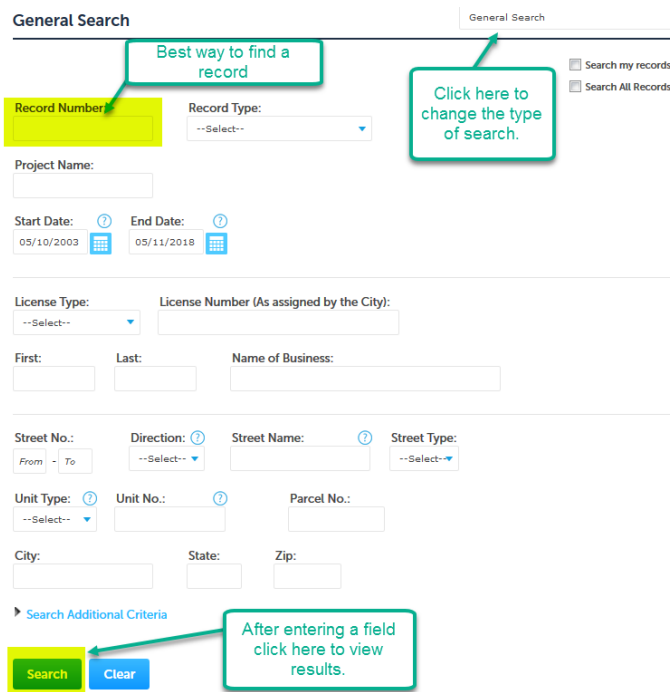 General Search
General Search
Best way to find a
record
Search my records
Search All Records
Click here to
change the type
of search.
Record Number:
Record Type:
--Select--
Project Name:
Start Date:
?
End Date:
?
05/10/2003
05/11/2018
License Type:
License Number (As assigned by the City):
--Select--
First:
Last:
Name of Business:
Street No.:
Direction:
?
Street Name:
?
Street Type:
From - To
--Select--
--Select--
Unit Type:
?
Unit No.:
?
Parcel No.:
--Select--
City:
State:
Zip:
Search Additional Criteria
After entering a field
click here to view
results.
Search
Clear